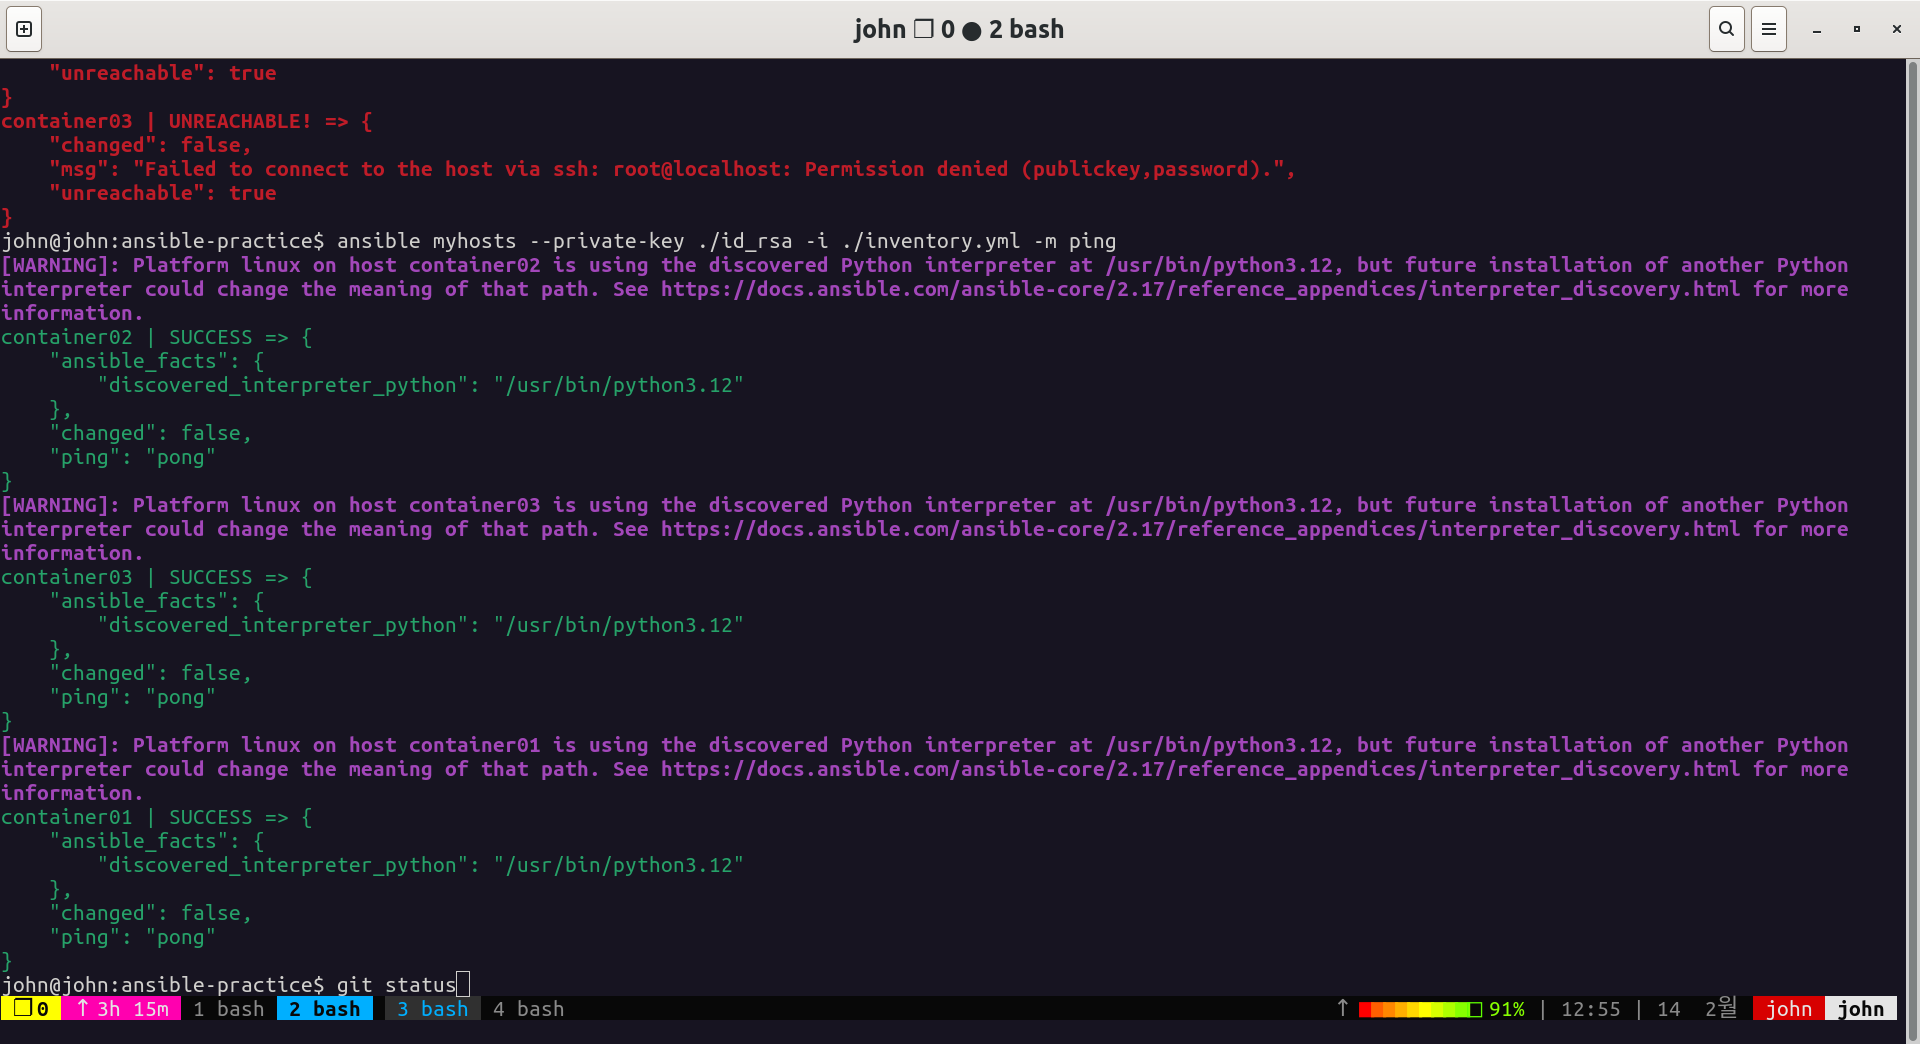 john ❐ 0 ● 2 bash
    "unreachable": true
}
container03 | UNREACHABLE! => {
    "changed": false,
    "msg": "Failed to connect to the host via ssh: root@localhost: Permission denied (publickey,password).",
    "unreachable": true
}
john@john:ansible-practice$ ansible myhosts --private-key ./id_rsa -i ./inventory.yml -m ping
[WARNING]: Platform linux on host container02 is using the discovered Python interpreter at /usr/bin/python3.12, but future installation of another Python
interpreter could change the meaning of that path. See https://docs.ansible.com/ansible-core/2.17/reference_appendices/interpreter_discovery.html for more
information.
container02 | SUCCESS => {
    "ansible_facts": {
        "discovered_interpreter_python": "/usr/bin/python3.12"
    },
    "changed": false,
    "ping": "pong"
}
[WARNING]: Platform linux on host container03 is using the discovered Python interpreter at /usr/bin/python3.12, but future installation of another Python
interpreter could change the meaning of that path. See https://docs.ansible.com/ansible-core/2.17/reference_appendices/interpreter_discovery.html for more
information.
container03 | SUCCESS => {
    "ansible_facts": {
        "discovered_interpreter_python": "/usr/bin/python3.12"
    },
    "changed": false,
    "ping": "pong"
}
[WARNING]: Platform linux on host container01 is using the discovered Python interpreter at /usr/bin/python3.12, but future installation of another Python
interpreter could change the meaning of that path. See https://docs.ansible.com/ansible-core/2.17/reference_appendices/interpreter_discovery.html for more
information.
container01 | SUCCESS => {
    "ansible_facts": {
        "discovered_interpreter_python": "/usr/bin/python3.12"
    },
    "changed": false,
    "ping": "pong"
}
john@john:ansible-practice$ git status
❐ 0 ↑ 3h 15m 1 bash 2 bash 3 bash 4 bash ↑ 91% | 12:55 | 14 2월 john john